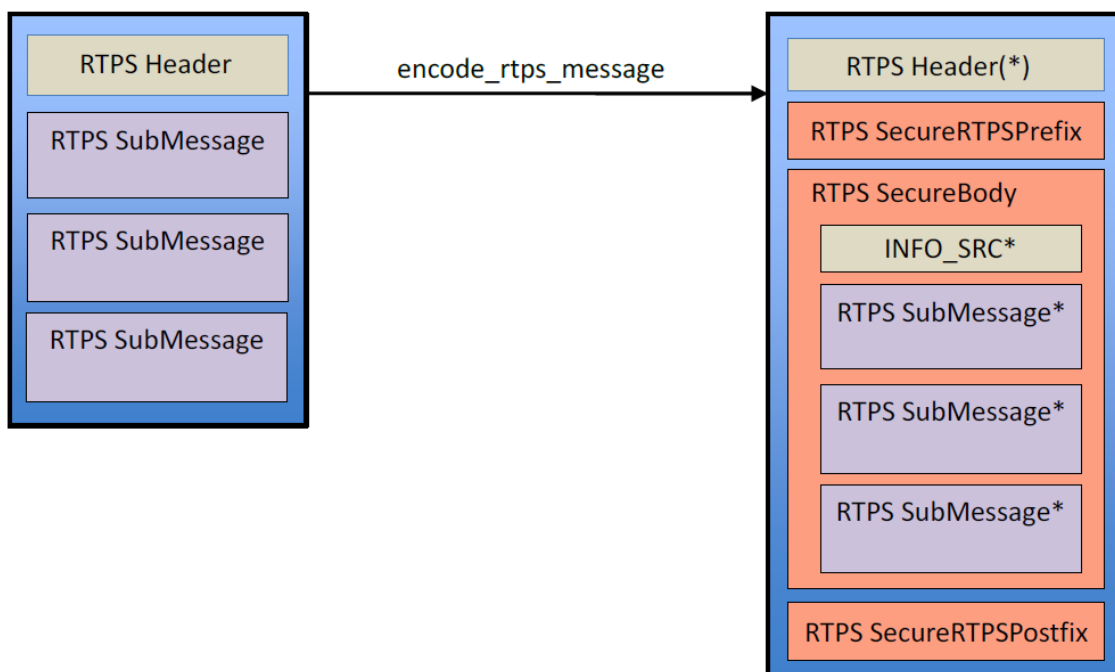 RTPS Header
RTPS SubMessage
RTPS SubMessage
RTPS SubMessage
encode_rtps_message
RTPS Header(*)
RTPS SecureRTPSPrefix
RTPS SecureBody
INFO_SRC*
RTPS SubMessage*
RTPS SubMessage*
RTPS SubMessage*
RTPS SecureRTPSPostfix